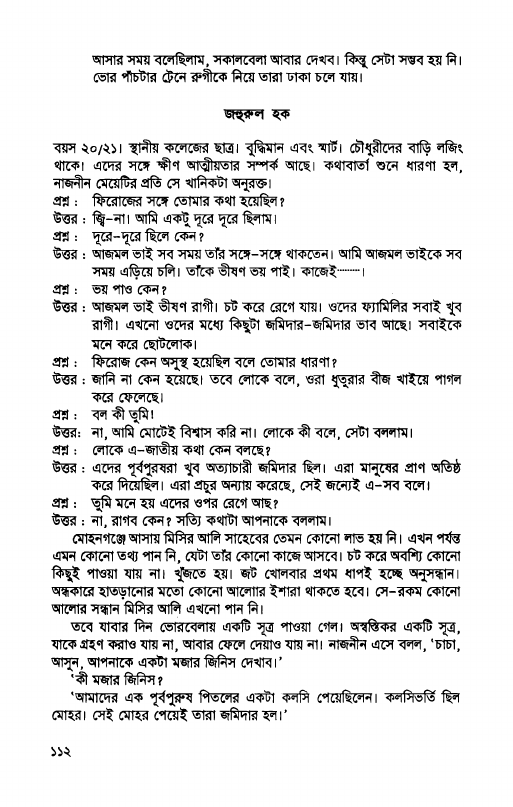 আসার সময় বলেছিলাম, সকালবেলা আবার দেখব। কিন্তু সেটা সম্ভব হয় নি।
ভোর পাঁচটার ট্রেনে রুগীকে নিয়ে তারা ঢাকা চলে যায়।
জহুরুল হক
বয়স ২০/২১। স্থানীয় কলেজের ছাত্র। বুদ্ধিমান এবং স্মার্ট। চৌধুরীদের বাড়ি লজিং
থাকে। এদের সঙ্গে ক্ষীণ আত্মীয়তার সম্পর্ক আছে। কথাবার্তা শুনে ধারণা হল,
নাজনীন মেয়েটির প্রতি সে খানিকটা অনুরক্ত।
প্রশ্ন : ফিরোজের সঙ্গে তোমার কথা হয়েছিল?
উত্তর : জ্বি-না। আমি একটু দূরে দূরে ছিলাম।
প্রশ্ন : দূরে-দূরে ছিলে কেন?
উত্তর : আজমল ভাই সব সময় তাঁর সঙ্গে-সঙ্গে থাকতেন। আমি আজমল ভাইকে সব
সময় এড়িয়ে চলি। তাঁকে ভীষণ ভয় পাই। কাজেই·········।
প্রশ্ন : ভয় পাও কেন?
উত্তর : আজমল ভাই ভীষণ রাগী। চট করে রেগে যায়। ওদের ফ্যামিলির সবাই খুব
রাগী। এখনো ওদের মধ্যে কিছুটা জমিদার-জমিদার ভাব আছে। সবাইকে
মনে করে ছোটলোক।
প্রশ্ন : ফিরোজ কেন অসুস্থ হয়েছিল বলে তোমার ধারণা?
উত্তর : জানি না কেন হয়েছে। তবে লোকে বলে, ওরা ধুতুরার বীজ খাইয়ে পাগল
করে ফেলেছে।
প্রশ্ন : বল কী তুমি!
উত্তর: না, আমি মোটেই বিশ্বাস করি না। লোকে কী বলে, সেটা বললাম।
প্রশ্ন : লোকে এ-জাতীয় কথা কেন বলছে?
উত্তর : এদের পূর্বপুরষরা খুব অত্যাচারী জমিদার ছিল। এরা মানুষের প্রাণ অতিষ্ঠ
করে দিয়েছিল। এরা প্রচুর অন্যায় করেছে, সেই জন্যেই এ-সব বলে।
প্রশ্ন : তুমি মনে হয় এদের ওপর রেগে আছ?
উত্তর : না, রাগব কেন? সত্যি কথাটা আপনাকে বললাম।
মোহনগঞ্জে আসায় মিসির আলি সাহেবের তেমন কোনো লাভ হয় নি। এখন পর্যন্ত
এমন কোনো তথ্য পান নি, যেটা তাঁর কোনো কাজে আসবে। চট করে অবশ্যি কোনো
কিছুই পাওয়া যায় না। খুঁজতে হয়। জট খোলবার প্রথম ধাপই হচ্ছে অনুসন্ধান।
অন্ধকারে হাতড়ানোর মতো কোনো আলোর ইশারা থাকতে হবে। সে-রকম কোনো
আলোর সন্ধান মিসির আলি এখনো পান নি।
তবে যাবার দিন ভোরবেলায় একটি সূত্র পাওয়া গেল। অস্বস্তিকর একটি সূত্র,
যাকে গ্রহণ করাও যায় না, আবার ফেলে দেয়াও যায় না। নাজনীন এসে বলল, 'চাচা,
আসুন, আপনাকে একটা মজার জিনিস দেখাব।'
'কী মজার জিনিস?
'আমাদের এক পূর্বপুরুষ পিতলের একটা কলসি পেয়েছিলেন। কলসিভর্তি ছিল
মোহর। সেই মোহর পেয়েই তারা জমিদার হল।'
১১২